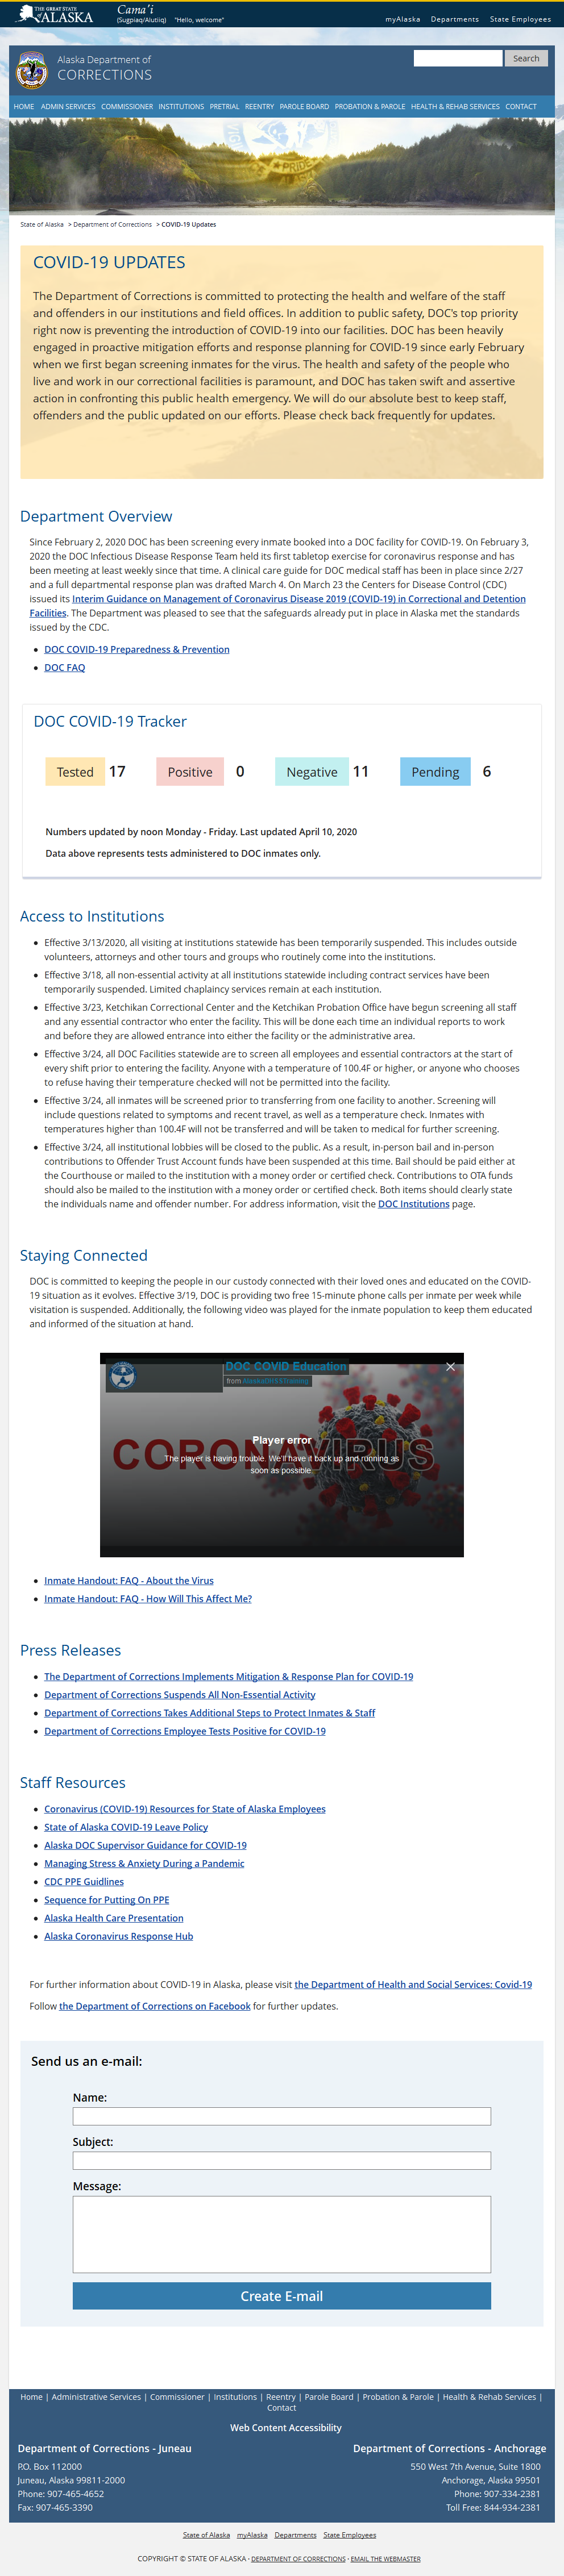 THE GREAT STATE
of ALASKA
Cama'i
(Sugpiaq/Alutiiq) "Hello, welcome"
myAlaska Departments State Employees
Alaska Department of
CORRECTIONS
Search
HOME ADMIN SERVICES COMMISSIONER INSTITUTIONS PRETRIAL REENTRY PAROLE BOARD PROBATION & PAROLE HEALTH & REHAB SERVICES CONTACT
State of Alaska > Department of Corrections > COVID-19 Updates
COVID-19 UPDATES
The Department of Corrections is committed to protecting the health and welfare of the staff
and offenders in our institutions and field offices. In addition to public safety, DOC's top priority
right now is preventing the introduction of COVID-19 into our facilities. DOC has been heavily
engaged in proactive mitigation efforts and response planning for COVID-19 since early February
when we first began screening inmates for the virus. The health and safety of the people who
live and work in our correctional facilities is paramount, and DOC has taken swift and assertive
action in confronting this public health emergency. We will do our absolute best to keep staff,
offenders and the public updated on our efforts. Please check back frequently for updates.
Department Overview
Since February 2, 2020 DOC has been screening every inmate booked into a DOC facility for COVID-19. On February 3,
2020 the DOC Infectious Disease Response Team held its first tabletop exercise for coronavirus response and has
been meeting at least weekly since that time. A clinical care guide for DOC medical staff has been in place since 2/27
and a full departmental response plan was drafted March 4. On March 23 the Centers for Disease Control (CDC)
issued its Interim Guidance on Management of Coronavirus Disease 2019 (COVID-19) in Correctional and Detention
Facilities. The Department was pleased to see that the safeguards already put in place in Alaska met the standards
issued by the CDC.
• DOC COVID-19 Preparedness & Prevention
• DOC FAQ
DOC COVID-19 Tracker
Tested 17 Positive 0 Negative 11 Pending 6
Numbers updated by noon Monday - Friday. Last updated April 10, 2020
Data above represents tests administered to DOC inmates only.
Access to Institutions
• Effective 3/13/2020, all visiting at institutions statewide has been temporarily suspended. This includes outside
volunteers, attorneys and other tours and groups who routinely come into the institutions.
• Effective 3/18, all non-essential activity at all institutions statewide including contract services have been
temporarily suspended. Limited chaplaincy services remain at each institution.
• Effective 3/23, Ketchikan Correctional Center and the Ketchikan Probation Office have begun screening all staff
and any essential contractor who enter the facility. This will be done each time an individual reports to work
and before they are allowed entrance into either the facility or the administrative area.
• Effective 3/24, all DOC Facilities statewide are to screen all employees and essential contractors at the start of
every shift prior to entering the facility. Anyone with a temperature of 100.4F or higher, or anyone who chooses
to refuse having their temperature checked will not be permitted into the facility.
• Effective 3/24, all inmates will be screened prior to transferring from one facility to another. Screening will
include questions related to symptoms and recent travel, as well as a temperature check. Inmates with
temperatures higher than 100.4F will not be transferred and will be taken to medical for further screening.
• Effective 3/24, all institutional lobbies will be closed to the public. As a result, in-person bail and in-person
contributions to Offender Trust Account funds have been suspended at this time. Bail should be paid either at
the Courthouse or mailed to the institution with a money order or certified check. Contributions to OTA funds
should also be mailed to the institution with a money order or certified check. Both items should clearly state
the individuals name and offender number. For address information, visit the DOC Institutions page.
Staying Connected
DOC is committed to keeping the people in our custody connected with their loved ones and educated on the COVID-
19 situation as it evolves. Effective 3/19, DOC is providing two free 15-minute phone calls per inmate per week while
visitation is suspended. Additionally, the following video was played for the inmate population to keep them educated
and informed of the situation at hand.
DOC COVID Education
from AlaskaDHSSTraining
CORONAVIRUS
Player error
The player is having trouble. We'll have it back up and running as
soon as possible.
• Inmate Handout: FAQ - About the Virus
• Inmate Handout: FAQ - How Will This Affect Me?
Press Releases
• The Department of Corrections Implements Mitigation & Response Plan for COVID-19
• Department of Corrections Suspends All Non-Essential Activity
• Department of Corrections Takes Additional Steps to Protect Inmates & Staff
• Department of Corrections Employee Tests Positive for COVID-19
Staff Resources
• Coronavirus (COVID-19) Resources for State of Alaska Employees
• State of Alaska COVID-19 Leave Policy
• Alaska DOC Supervisor Guidance for COVID-19
• Managing Stress & Anxiety During a Pandemic
• CDC PPE Guidlines
• Sequence for Putting On PPE
• Alaska Health Care Presentation
• Alaska Coronavirus Response Hub
For further information about COVID-19 in Alaska, please visit the Department of Health and Social Services: Covid-19
Follow the Department of Corrections on Facebook for further updates.
Send us an e-mail:
Name:
Subject:
Message:
Create E-mail
Home | Administrative Services | Commissioner | Institutions | Reentry | Parole Board | Probation & Parole | Health & Rehab Services |
Contact
Web Content Accessibility
Department of Corrections - Juneau
P.O. Box 112000
Juneau, Alaska 99811-2000
Phone: 907-465-4652
Fax: 907-465-3390
Department of Corrections - Anchorage
550 West 7th Avenue, Suite 1800
Anchorage, Alaska 99501
Phone: 907-334-2381
Toll Free: 844-934-2381
State of Alaska myAlaska Departments State Employees
COPYRIGHT © STATE OF ALASKA · DEPARTMENT OF CORRECTIONS · EMAIL THE WEBMASTER